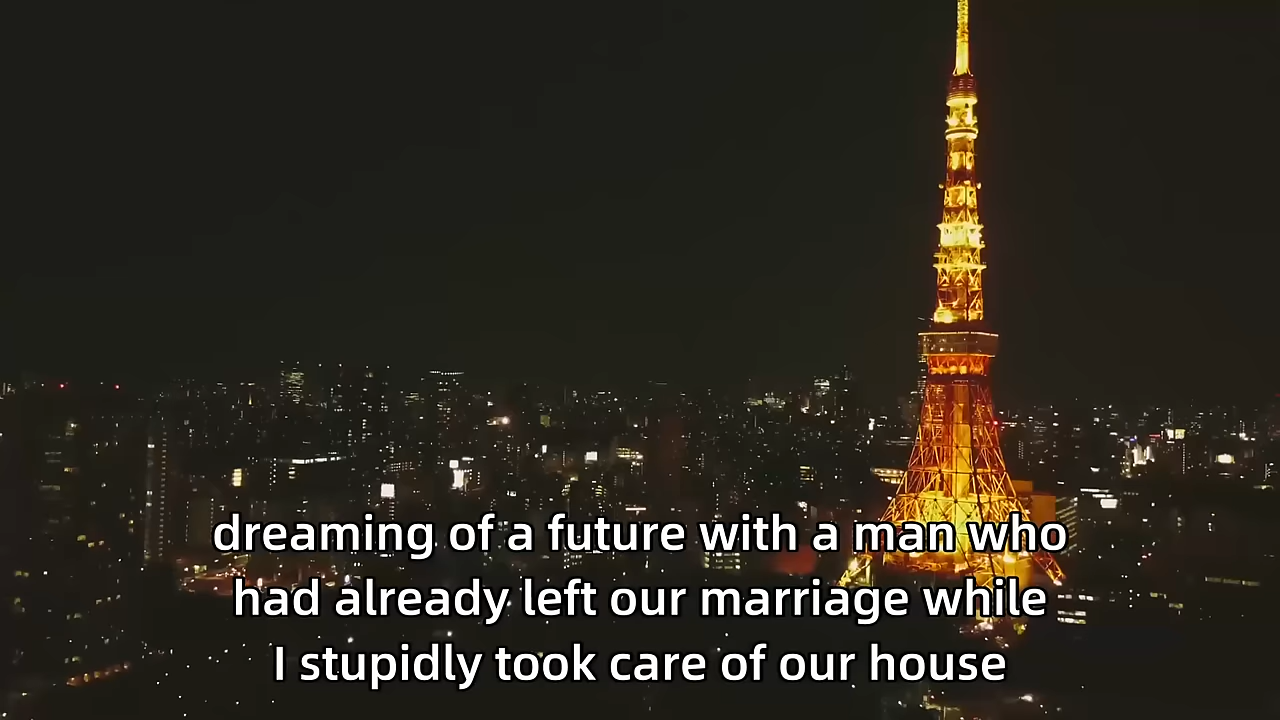 dreaming of a future with a man who
had already left our marriage while
I stupidly took care of our house